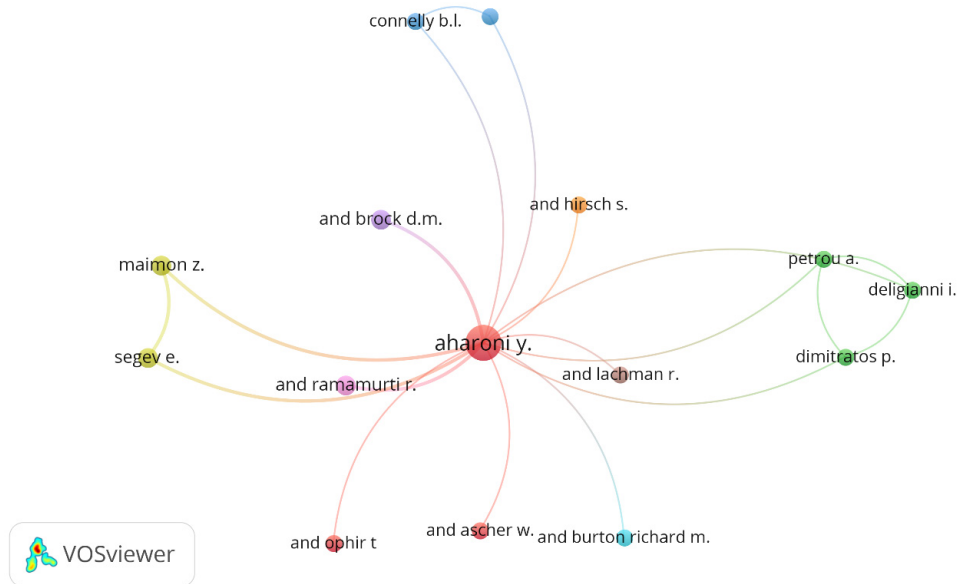 connelly b.l.
and hirsch s.
and brock d.m.
petrou a.
maimon z.
deligianni i.
aharoni y.
segev e.
dimitratos p.
and lachman r.
and ramamurti r.
and ascher w.
and burton richard m.
and ophir t
VOSviewer